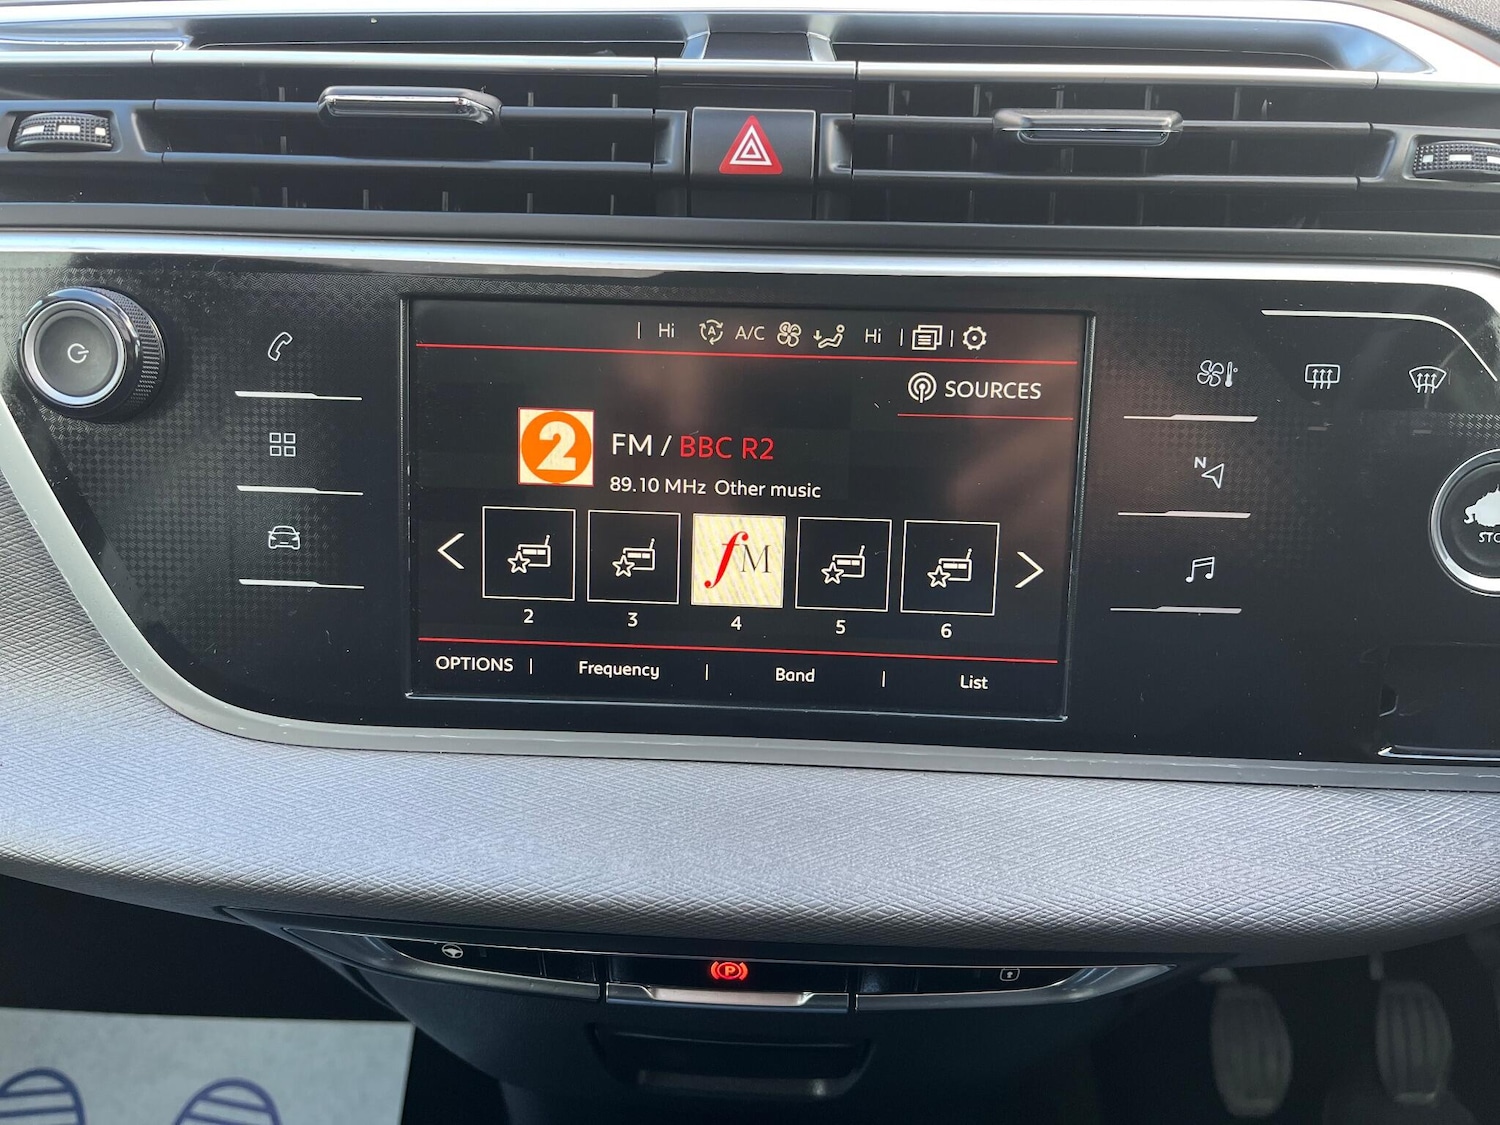 Hi A A/C Hi
SOURCES
2
FM / BBC R2
89.10 MHz Other music
fM
2 3 4 5 6
OPTIONS Frequency Band List
N
P